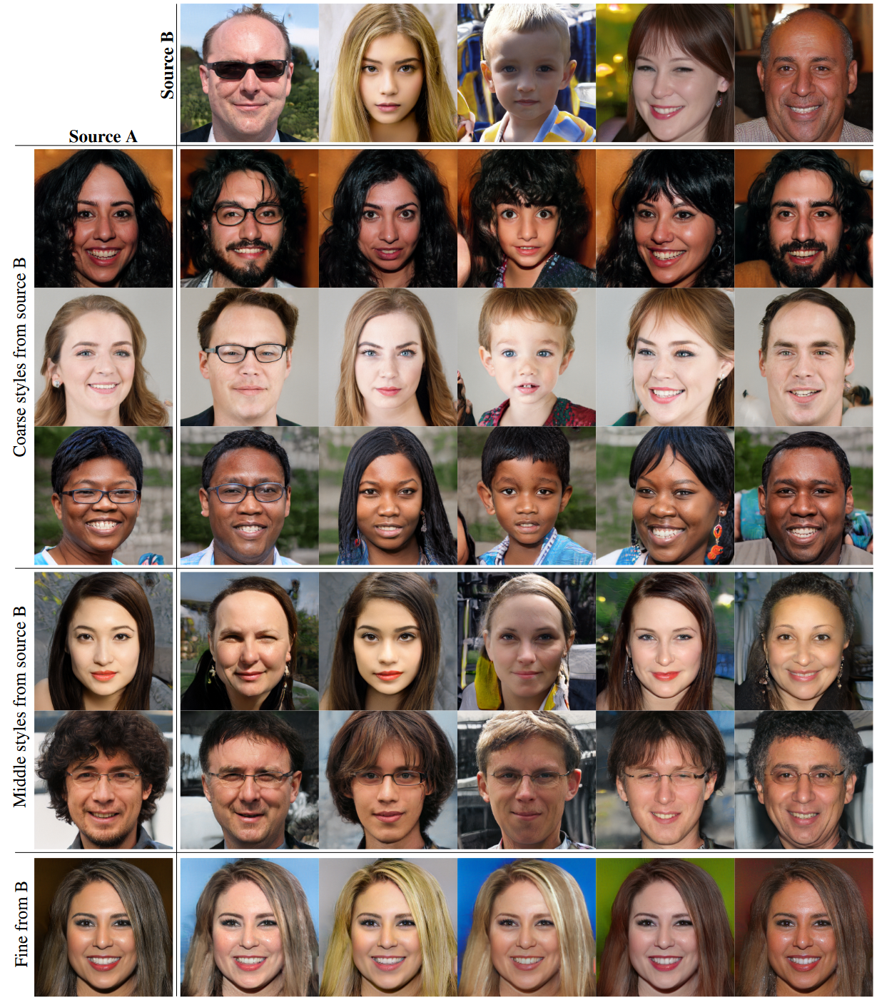 Source B
Source A
Coarse styles from source B
Middle styles from source B
Fine from B